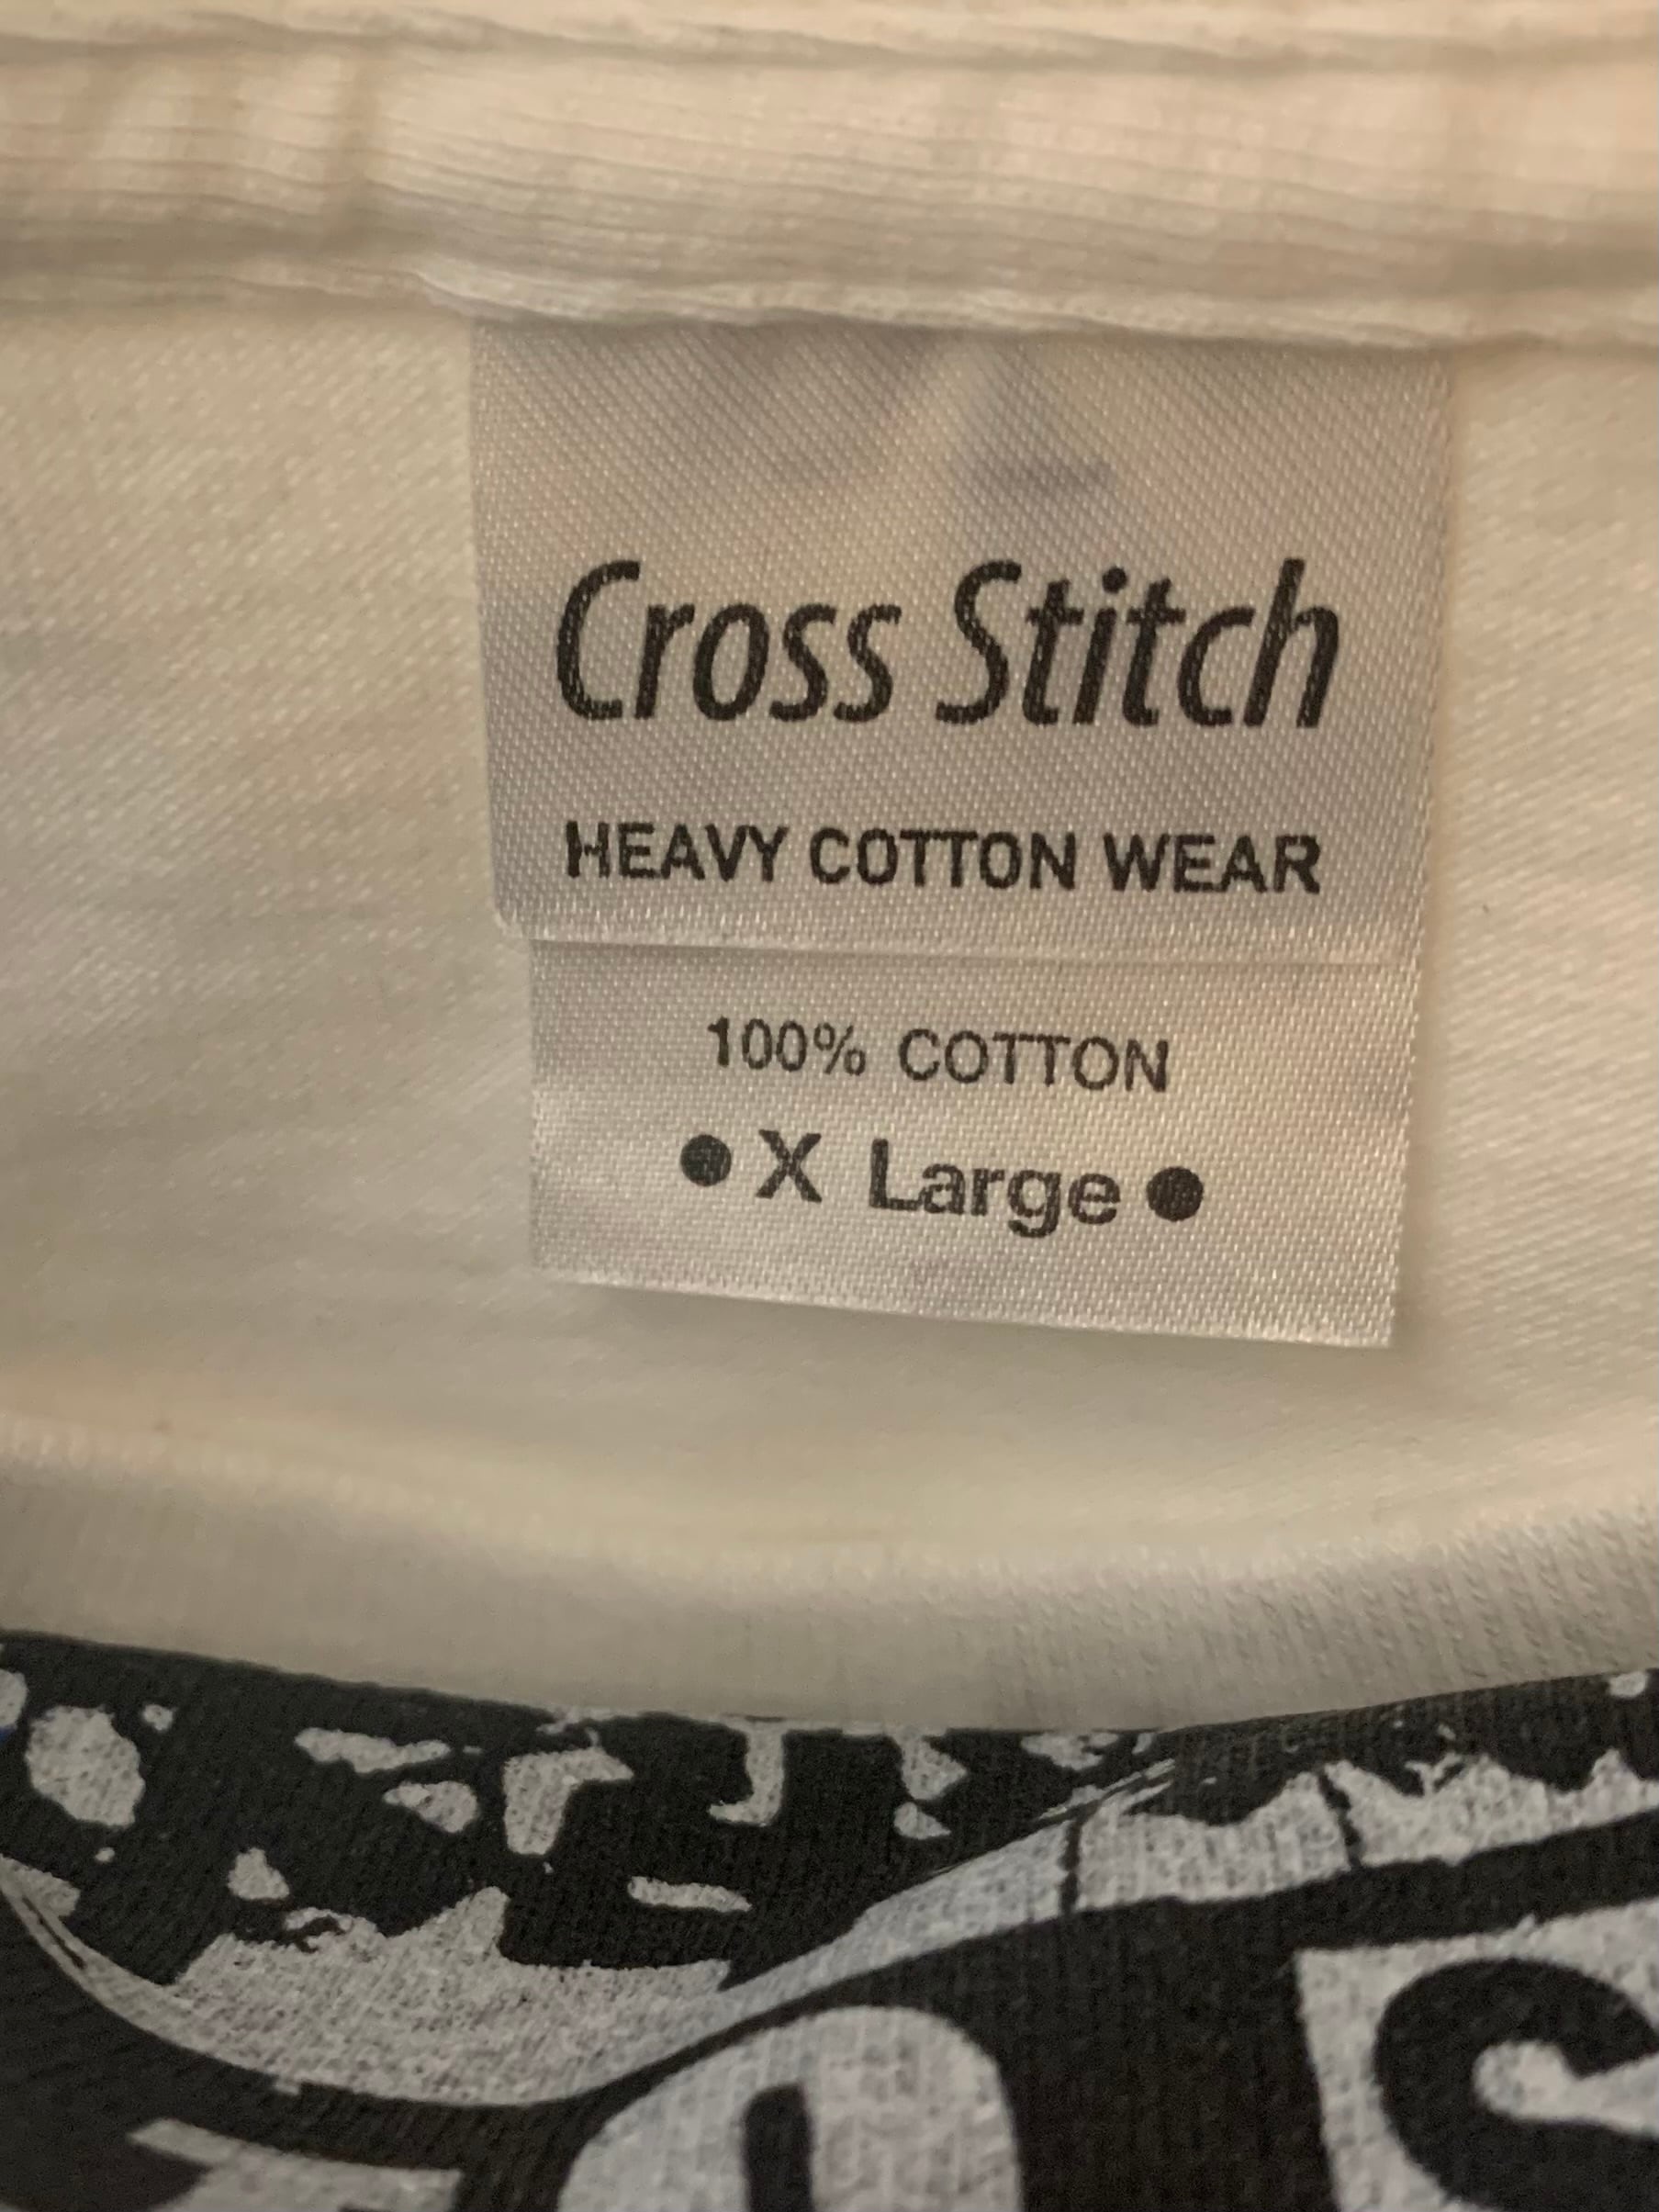 Cross Stitch
HEAVY COTTON WEAR
100% COTTON
• X Large •